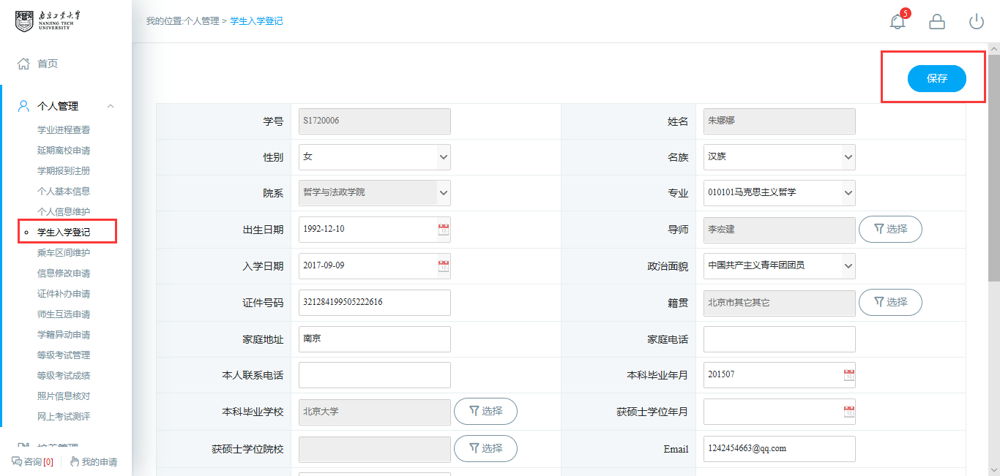 南京工业大学
NANJING TECH
UNIVERSITY
我的位置:个人管理 > 学生入学登记
5
首页
个人管理
学业进程查看
延期离校申请
学期报到注册
个人基本信息
个人信息维护
学生入学登记
乘车区间维护
信息修改申请
证件补办申请
师生互选申请
学籍异动申请
等级考试管理
等级考试成绩
照片信息核对
网上考试测评
培养管理
咨询[0] 我的申请
保存
学号 S1720006 姓名 朱娜娜
性别 女 名族 汉族
院系 哲学与法政学院 专业 010101马克思主义哲学
出生日期 1992-12-10 导师 李宏建 选择
入学日期 2017-09-09 政治面貌 中国共产主义青年团团员
证件号码 321284199505222616 籍贯 北京市其它其它 选择
家庭地址 南京 家庭电话
本人联系电话 本科毕业年月 201507
本科毕业学校 北京大学 选择 获硕士学位年月
获硕士学位院校 选择 Email 1242454663@qq.com